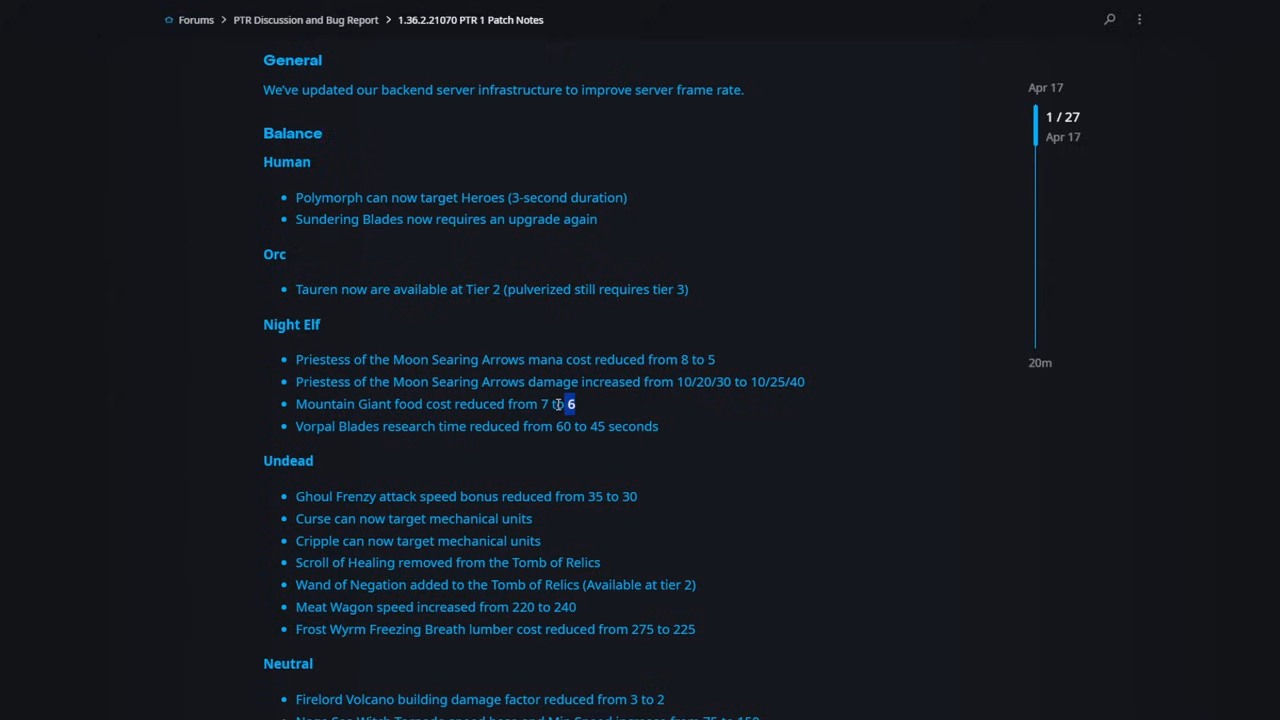 Forums > PTR Discussion and Bug Report > 1.36.2.21070 PTR 1 Patch Notes
General
We've updated our backend server infrastructure to improve server frame rate.
Apr 17
1 / 27
Apr 17
Balance
Human
• Polymorph can now target Heroes (3-second duration)
• Sundering Blades now requires an upgrade again
Orc
• Tauren now are available at Tier 2 (pulverized still requires tier 3)
Night Elf
• Priestess of the Moon Searing Arrows mana cost reduced from 8 to 5
20m
• Priestess of the Moon Searing Arrows damage increased from 10/20/30 to 10/25/40
• Mountain Giant food cost reduced from 7 to 6
• Vorpal Blades research time reduced from 60 to 45 seconds
Undead
• Ghoul Frenzy attack speed bonus reduced from 35 to 30
• Curse can now target mechanical units
• Cripple can now target mechanical units
• Scroll of Healing removed from the Tomb of Relics
• Wand of Negation added to the Tomb of Relics (Available at tier 2)
• Meat Wagon speed increased from 220 to 240
• Frost Wyrm Freezing Breath lumber cost reduced from 275 to 225
Neutral
• Firelord Volcano building damage factor reduced from 3 to 2